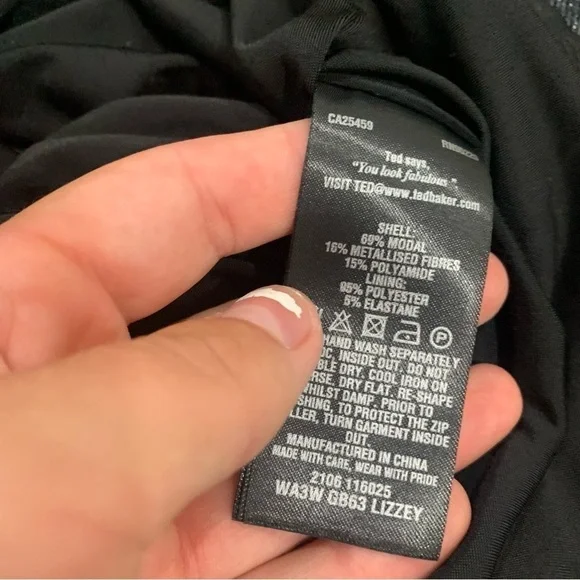 CA25459
Ted says,
"You look fabulous".
VISIT TED@www.tedbaker.com
SHELL:
69% MODAL
16% METALLISED FIBRES
15% POLYAMIDE
LINING:
95% POLYESTER
5% ELASTANE
HAND WASH SEPARATELY
INSIDE OUT. DO NOT
DRY. COOL IRON ON
DRY FLAT. RE-SHAPE
WHILST DAMP. PRIOR TO
TO PROTECT THE ZIP
TURN GARMENT INSIDE
OUT.
MANUFACTURED IN CHINA
MADE WITH CARE, WEAR WITH PRIDE
2106 116025
WA3W GB63 LIZZEY